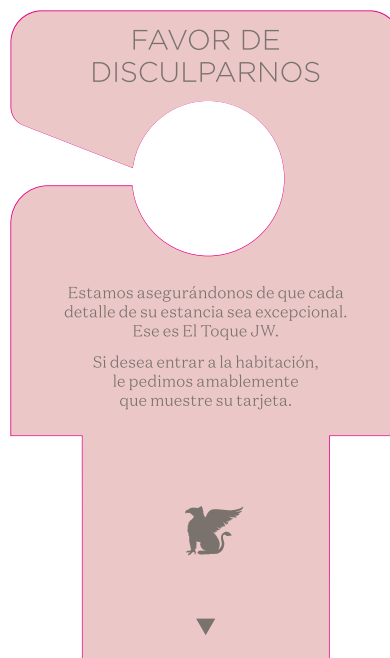 FAVOR DE
DISCULPARNOS
Estamos asegurándonos de que cada
detalle de su estancia sea excepcional.
Ese es El Toque JW.
Si desea entrar a la habitación,
le pedimos amablemente
que muestre su tarjeta.